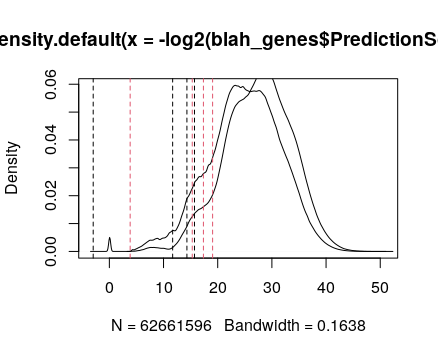 ensity.default(x = -log2(blah_genes$PredictionSc
Density
0.00
0.02
0.04
0.06
0 10 20 30 40 50
N = 62661596 Bandwidth = 0.1638